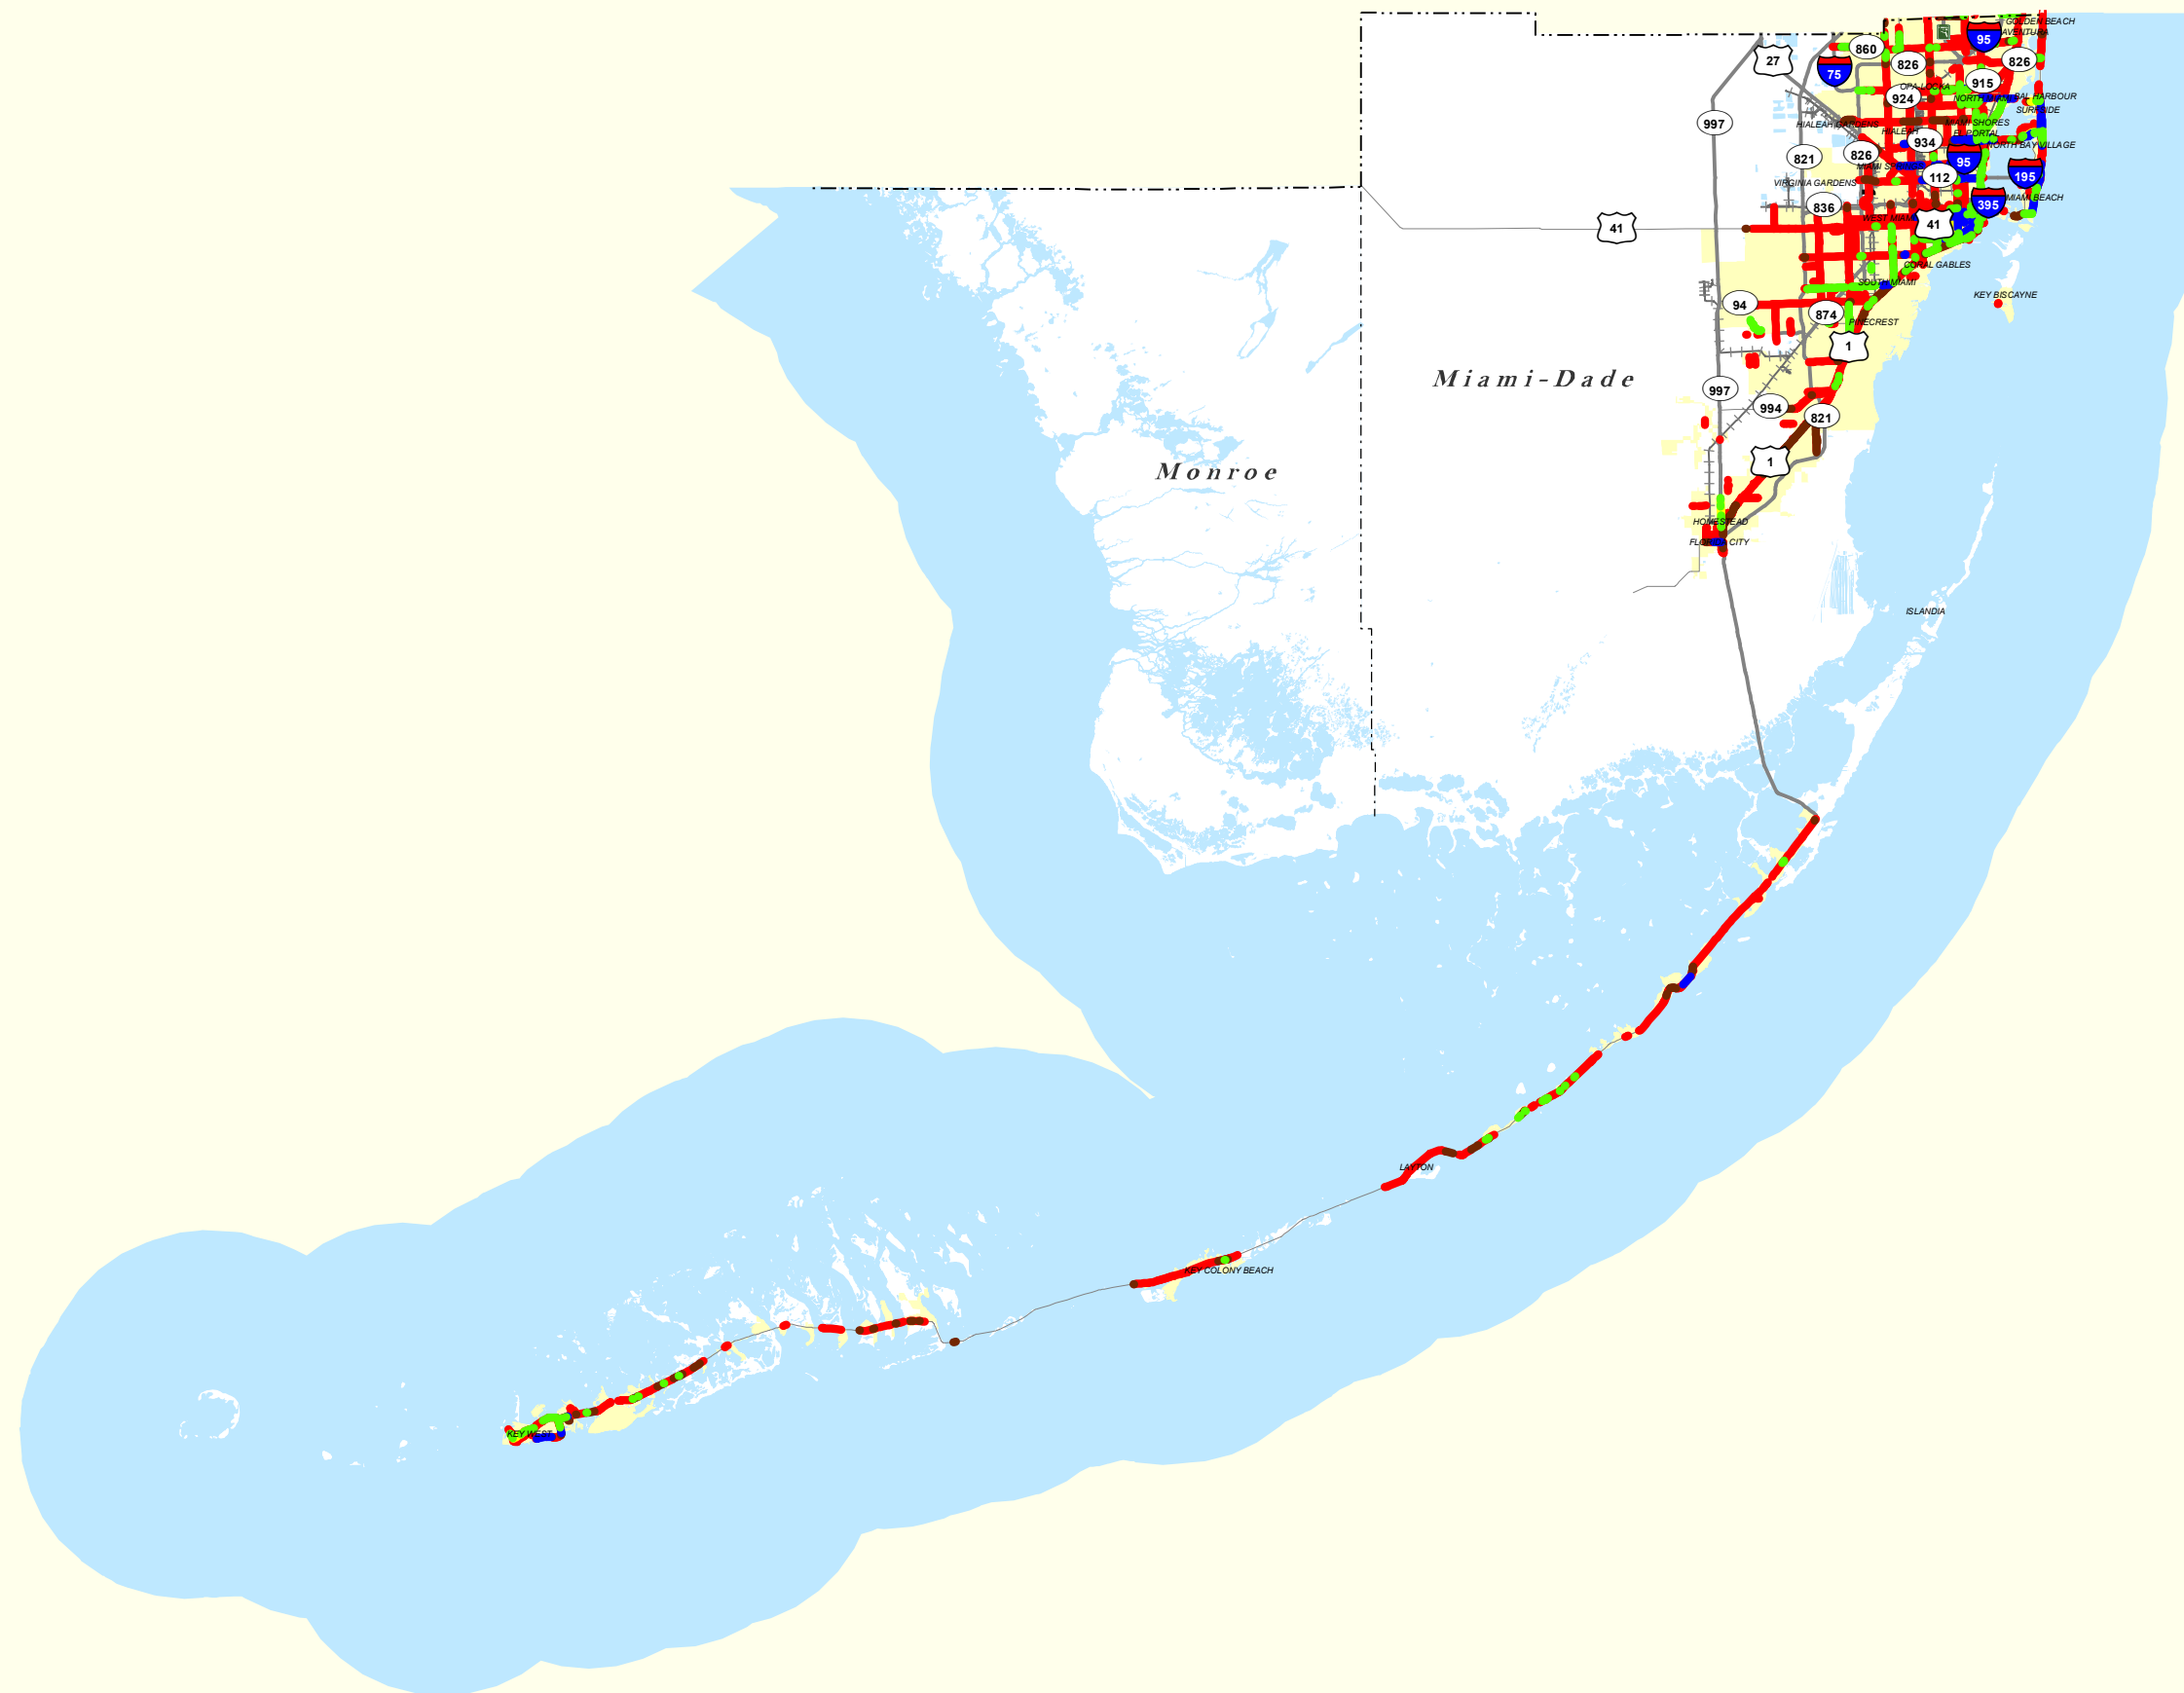 GOLDEN BEACH
AVENTURA
95
860
27
826
826
75
915
OPA-LOCKA
924
BAL HARBOUR
SURFSIDE
997
HIALEAH GARDENS
MIAMI SHORES
HIALEAH
EL PORTAL
934
NORTH BAY VILLAGE
821
826
95
195
112
VIRGINIA GARDENS
MIAMI BEACH
836
395
WEST MIAMI
41
41
CORAL GABLES
SOUTH MIAMI
KEY BISCAYNE
94
874
PINECREST
1
Miami-Dade
997
994
821
1
Monroe
HOMESTEAD
FLORIDA CITY
ISLANDIA
LAYTON
KEY COLONY BEACH
KEY WEST